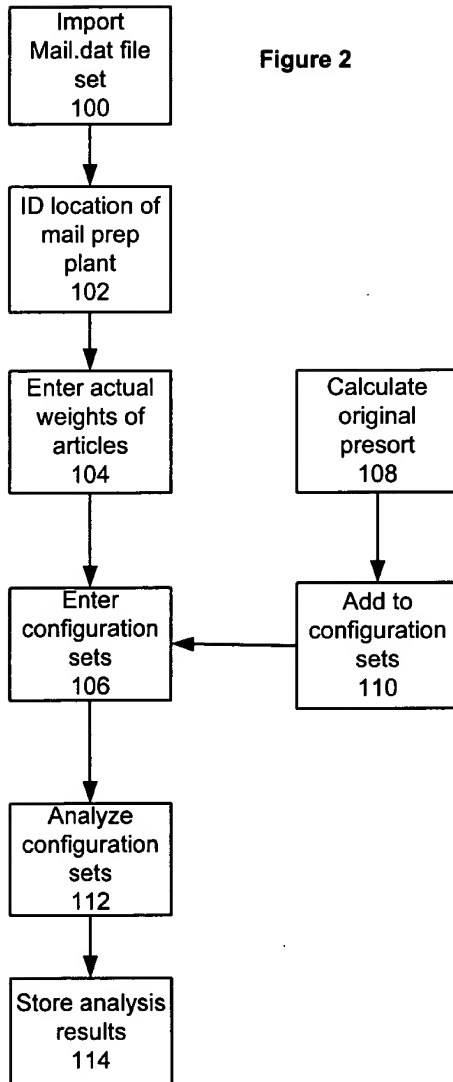 Import
Mail.dat file
set
100
Figure 2
ID location of
mail prep
plant
102
Enter actual
weights of
articles
104
Calculate
original
presort
108
Enter
configuration
sets
106
Add to
configuration
sets
110
Analyze
configuration
sets
112
Store analysis
results
114